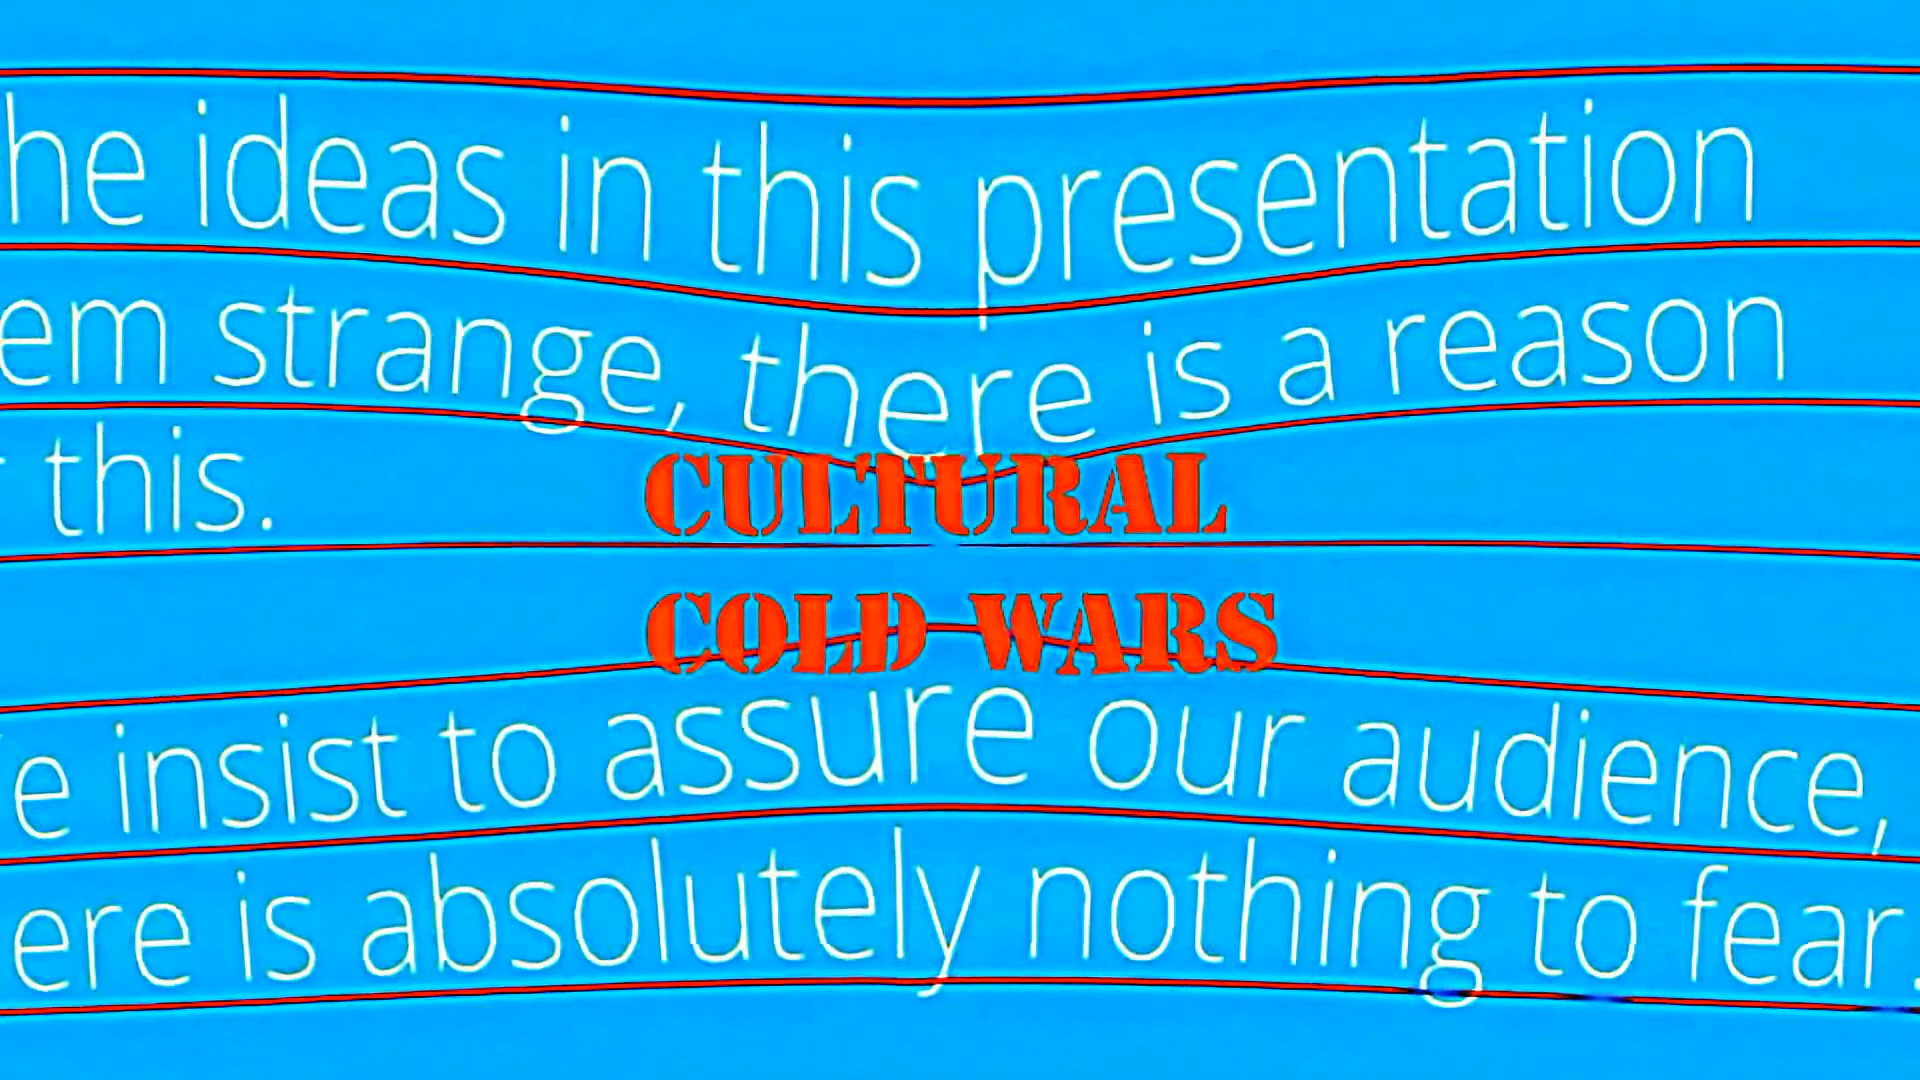 he ideas in this presentation
em strange, there is a reason
this.
CULTURAL
COLD WARS
e insist to assure our audience,
ere is absolutely nothing to fear.